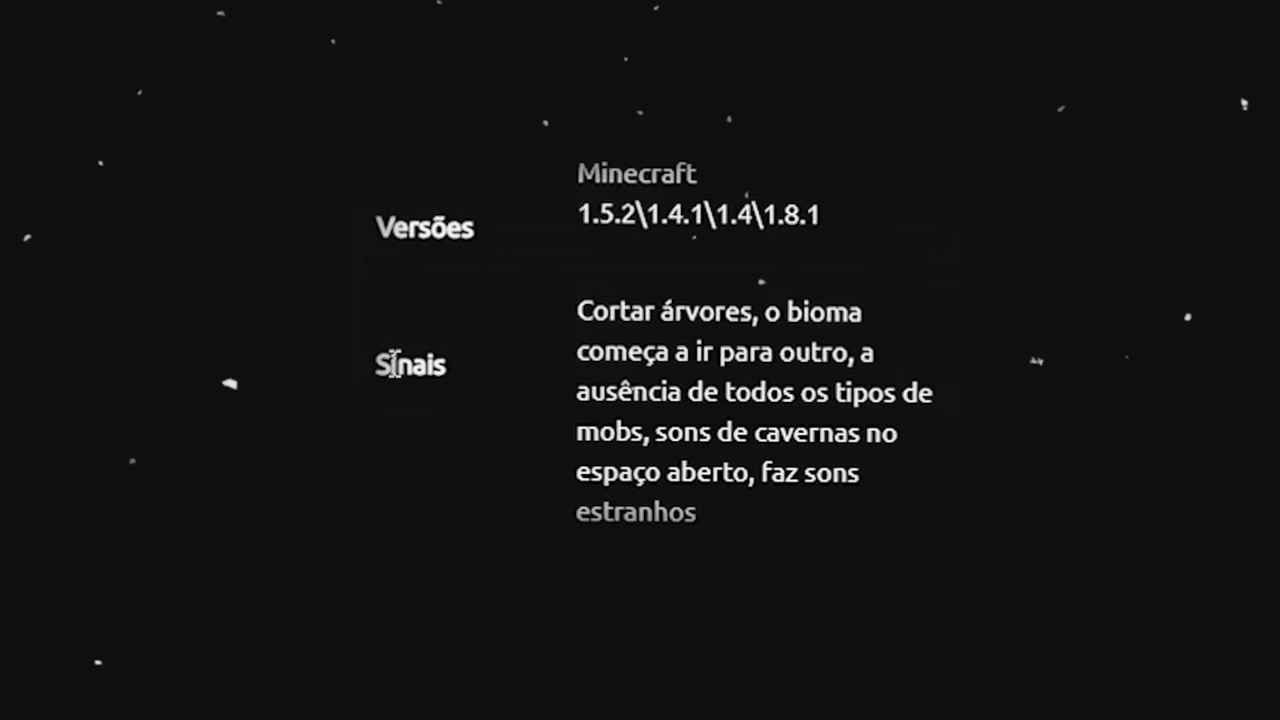 Minecraft
Versões 1.5.2\1.4.1\1.4\1.8.1
Cortar árvores, o bioma
começa a ir para outro, a
Sinais
ausência de todos os tipos de
mobs, sons de cavernas no
espaço aberto, faz sons
estranhos